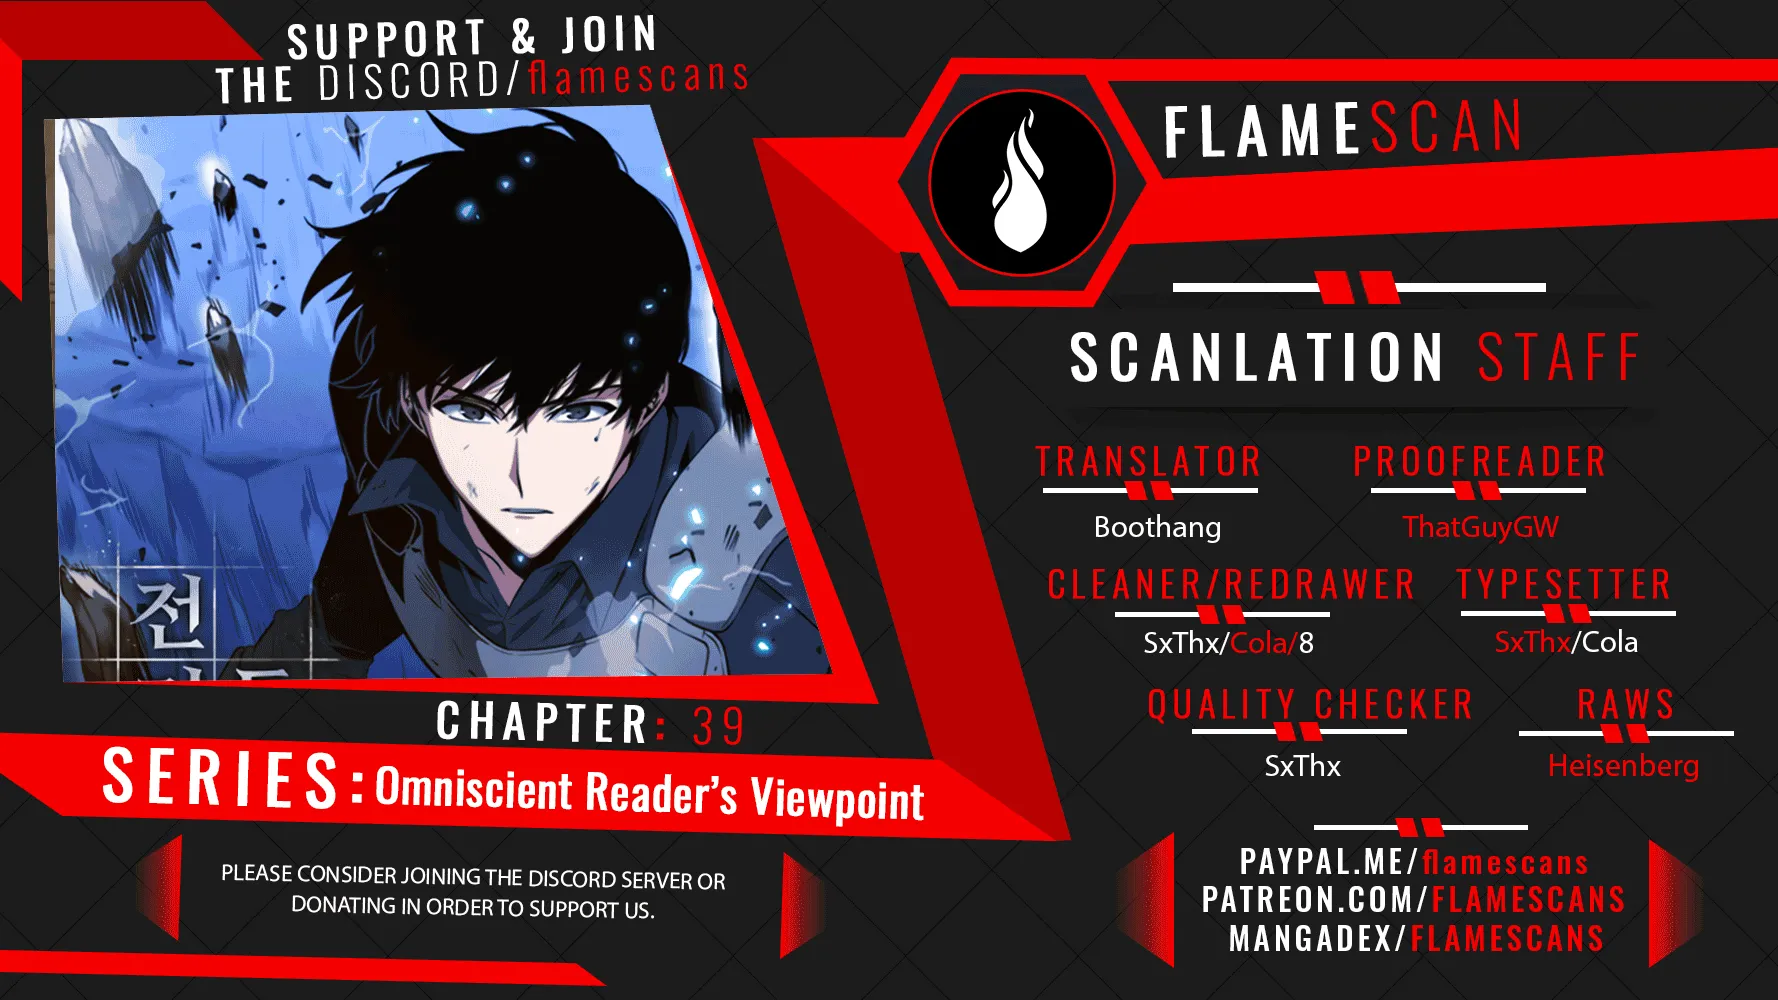 SUPPORT & JOIN
THE DISCORD/flamescans
전
CHAPTER: 39
SERIES: Omniscient Reader's Viewpoint
PLEASE CONSIDER JOINING THE DISCORD SERVER OR
DONATING IN ORDER TO SUPPORT US.
FLAMESCAN
SCANLATION STAFF
TRANSLATOR
Boothang
PROOFREADER
ThatGuyGW
CLEANER/REDRAWER
SxThx/Cola/8
TYPESETTER
SxThx/Cola
QUALITY CHECKER
SxThx
RAWS
Heisenberg
PAYPAL.ME/flamescans
PATREON.COM/FLAMESCANS
MANGADEX/FLAMESCANS